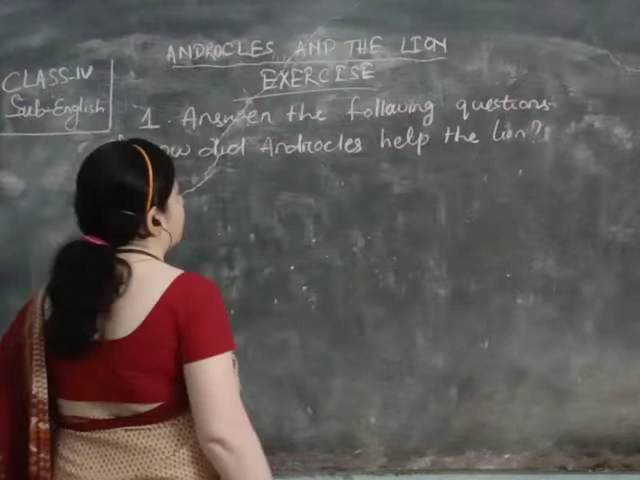 ANDROCLES AND THE LION
CLASS-IV
Sub-English
EXERCISE
1. Answer the following questions
ow did Androcles help the lion?